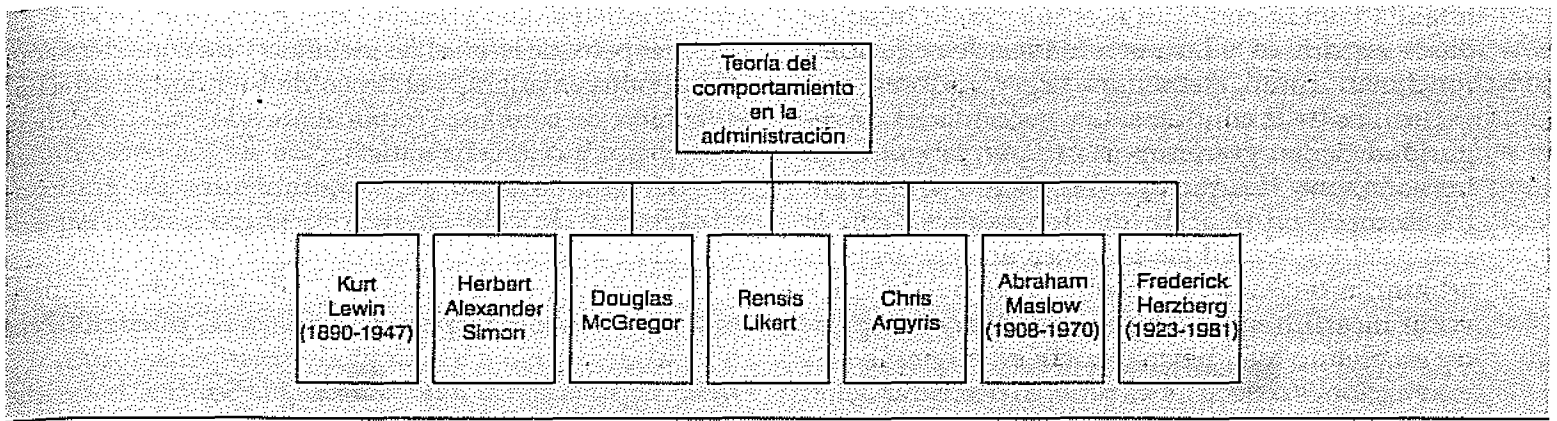 Teoría del
comportamiento
en la
administración
Kurt
Lewin
(1890-1947)
Herbert
Alexander
Simon
Douglas
McGregor
Rensis
Likert
Chris
Argyris
Abraham
Maslow
(1908-1970)
Frederick
Herzberg
(1923-1981)